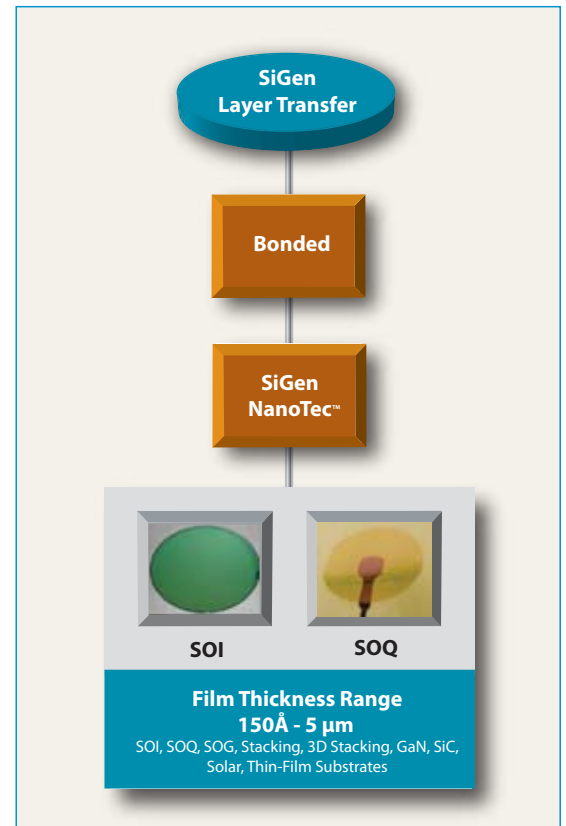 SiGen
Layer Transfer
Bonded
SiGen
NanoTec™
SOI
SOQ
Film Thickness Range
150Å - 5 µm
SOI, SOQ, SOG, Stacking, 3D Stacking, GaN, SiC,
Solar, Thin-Film Substrates